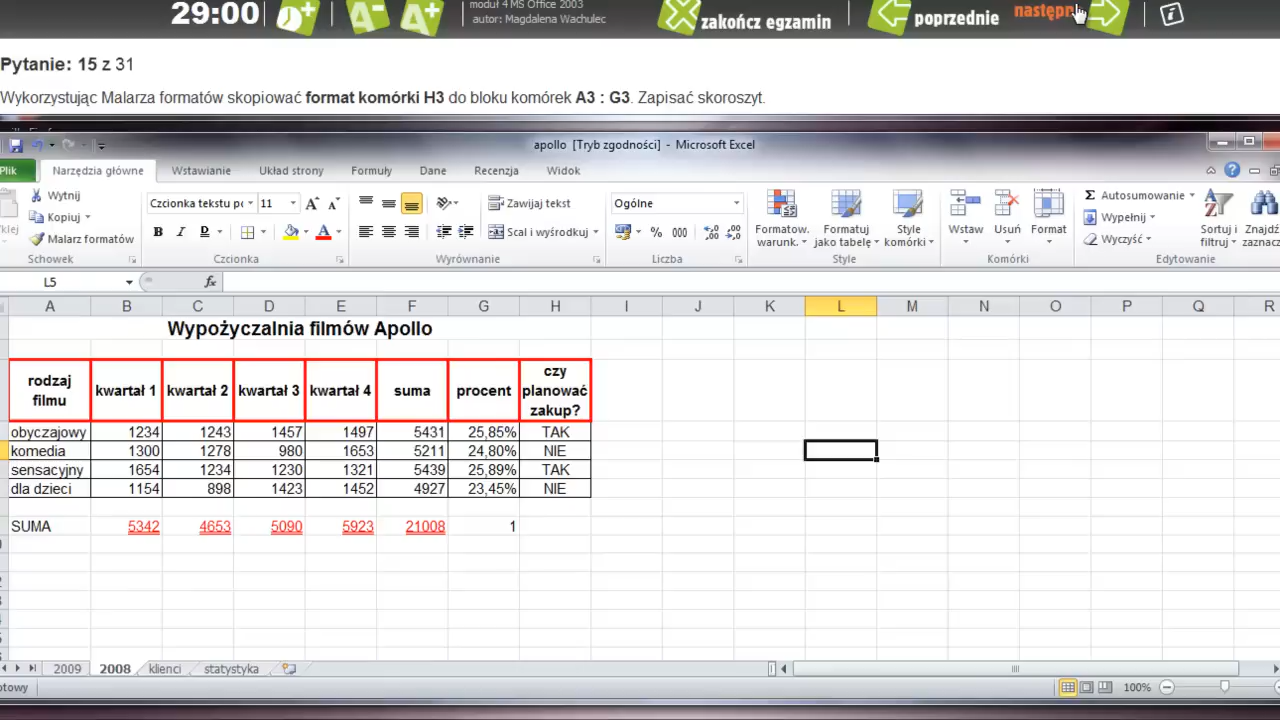 29:00 A- A+ moduł 4 MS Office 2003 zakończ egzamin poprzednie
autor: Magdalena Wachulec
Pytanie: 15 z 31
Wykorzystując Malarza formatów skopiować format komórki H3 do bloku komórek A3 : G3. Zapisać skoroszyt.
apollo [Tryb zgodności] - Microsoft Excel
Plik Narzędzia główne Wstawianie Układ strony Formuły Dane Recenzja Widok
Wytnij Czcionka tekstu 11 A A Zawijaj tekst Ogólne Formatow. Formatuj Style Wstaw Usuń Format Σ Autosumowanie Sortuj i
Kopiuj warunk. jako tabelę komórki Wypełnij filtruj
Malarz formatów B I D A Scal i wyśrodkuj % 000 Wyczyść
Schowek Czcionka Wyrównanie Liczba Style Komórki Edytowanie
L5 fx
A B C D E F G H I J K L M N O P Q R
Wypożyczalnia filmów Apollo
rodzaj filmu kwartał 1 kwartał 2 kwartał 3 kwartał 4 suma procent czy planować zakup?
obyczajowy 1234 1243 1457 1497 5431 25,85% TAK
komedia 1300 1278 980 1653 5211 24,80% NIE
sensacyjny 1654 1234 1230 1321 5439 25,89% TAK
dla dzieci 1154 898 1423 1452 4927 23,45% NIE
SUMA 5342 4653 5090 5923 21008 1
2009 2008 klienci statystyka
100%